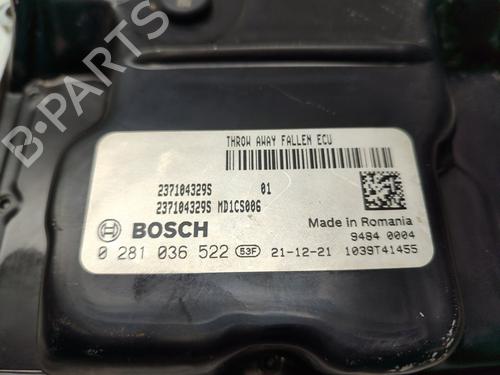 THROW AWAY FALLEN ECU
237104329S 01
237104329S MD1CS006
BOSCH
Made in Romania
9484 0004
0 281 036 522 53F 21-12-21 1039T41455
B-Parts